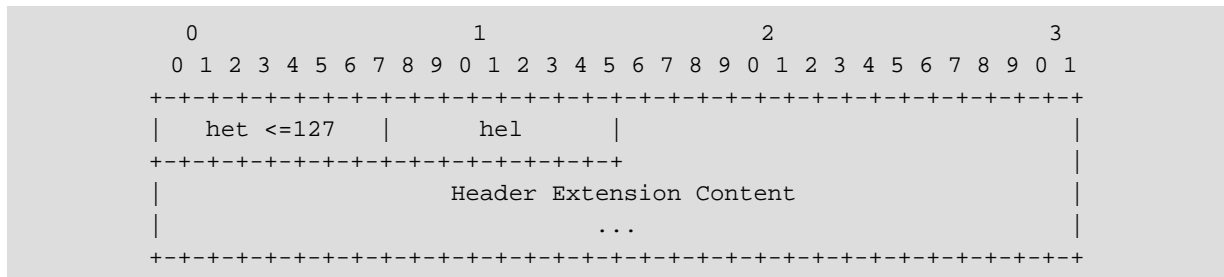 0                   1                   2                   3
 0 1 2 3 4 5 6 7 8 9 0 1 2 3 4 5 6 7 8 9 0 1 2 3 4 5 6 7 8 9 0 1
+-+-+-+-+-+-+-+-+-+-+-+-+-+-+-+-+-+-+-+-+-+-+-+-+-+-+-+-+-+-+-+-+
|   het <=127   |      hel      |                               |
+-+-+-+-+-+-+-+-+-+-+-+-+-+-+-+-+                               |
|                    Header Extension Content                   |
|                              ...                              |
+-+-+-+-+-+-+-+-+-+-+-+-+-+-+-+-+-+-+-+-+-+-+-+-+-+-+-+-+-+-+-+-+